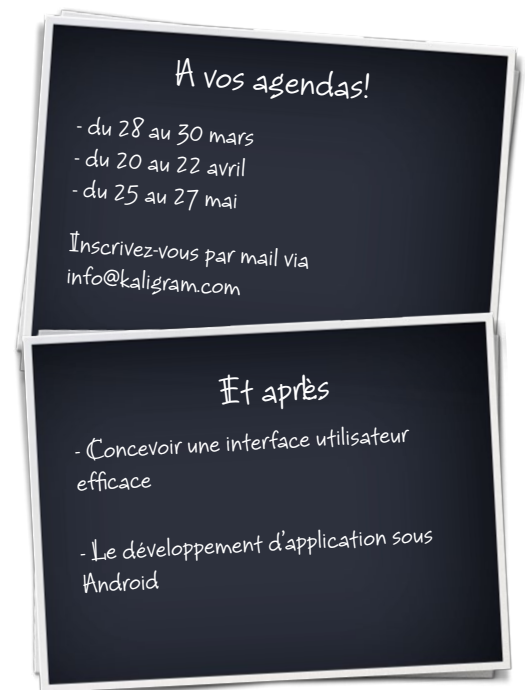 A vos agendas!
- du 28 au 30 mars
- du 20 au 22 avril
- du 25 au 27 mai
Inscrivez-vous par mail via
info@kaligram.com
Et après
- Concevoir une interface utilisateur
efficace
- Le développement d'application sous
Android